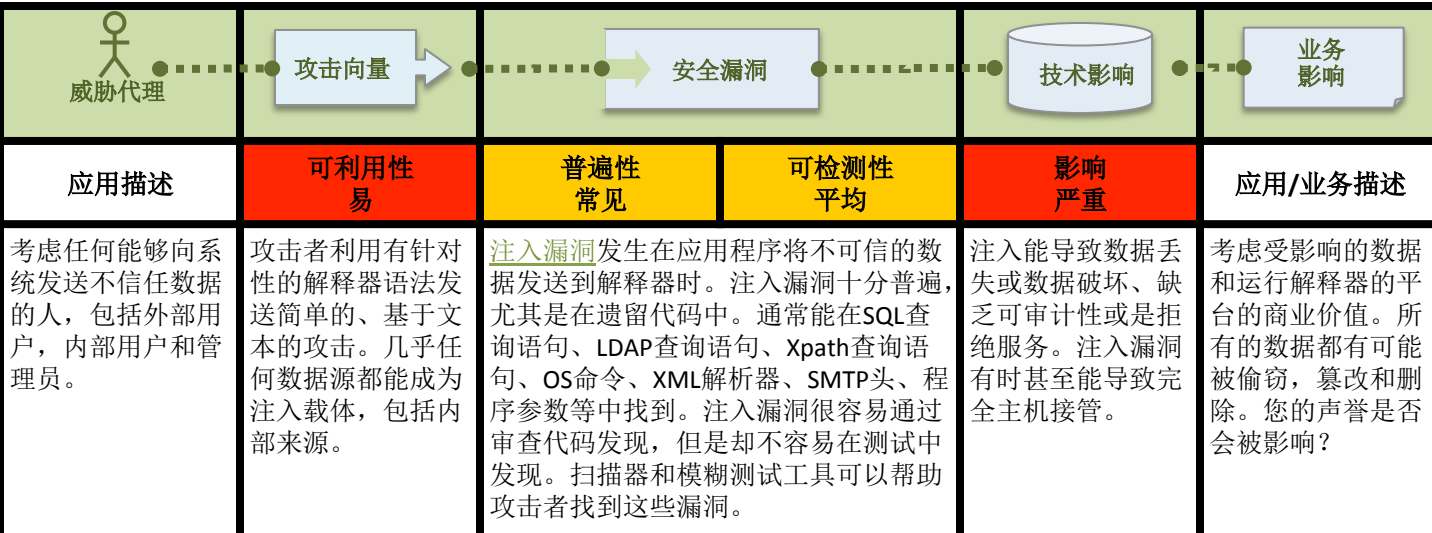 威胁代理
攻击向量
安全漏洞
技术影响
业务
影响
应用描述
可利用性
易
普遍性
常见
可检测性
平均
影响
严重
应用/业务描述
考虑任何能够向系
统发送不信任数据
的人，包括外部用
户，内部用户和管
理员。
攻击者利用有针对
性的解释器语法发
送简单的、基于文
本的攻击。几乎任
何数据源都能成为
注入载体，包括内
部来源。
注入漏洞发生在应用程序将不可信的数
据发送到解释器时。注入漏洞十分普遍，
尤其是在遗留代码中。通常能在SQL查
询语句、LDAP查询语句、Xpath查询语
句、OS命令、XML解析器、SMTP头、程
序参数等中找到。注入漏洞很容易通过
审查代码发现，但是却不容易在测试中
发现。扫描器和模糊测试工具可以帮助
攻击者找到这些漏洞。
注入能导致数据丢
失或数据破坏、缺
乏可审计性或是拒
绝服务。注入漏洞
有时甚至能导致完
全主机接管。
考虑受影响的数据
和运行解释器的平
台的商业价值。所
有的数据都有可能
被偷窃，篡改和删
除。您的声誉是否
会被影响？